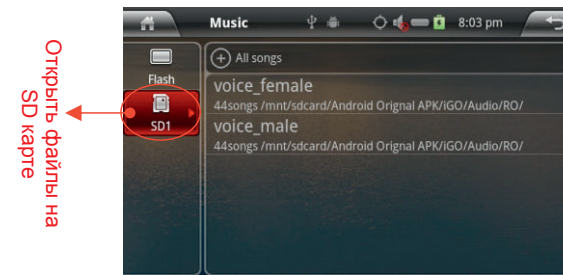 Открыть файлы на
SD карте
Music
8:03 pm
Flash
SD1
All songs
voice_female
44songs /mnt/sdcard/Android Orignal APK/iGO/Audio/RO/
voice_male
44songs /mnt/sdcard/Android Orignal APK/iGO/Audio/RO/